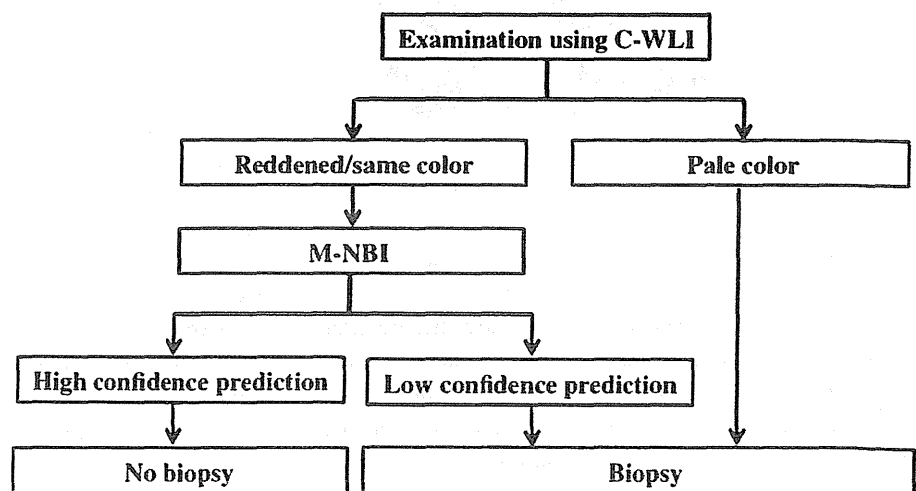 Examination using C-WLI
Reddened/same color
Pale color
M-NBI
High confidence prediction
Low confidence prediction
No biopsy
Biopsy